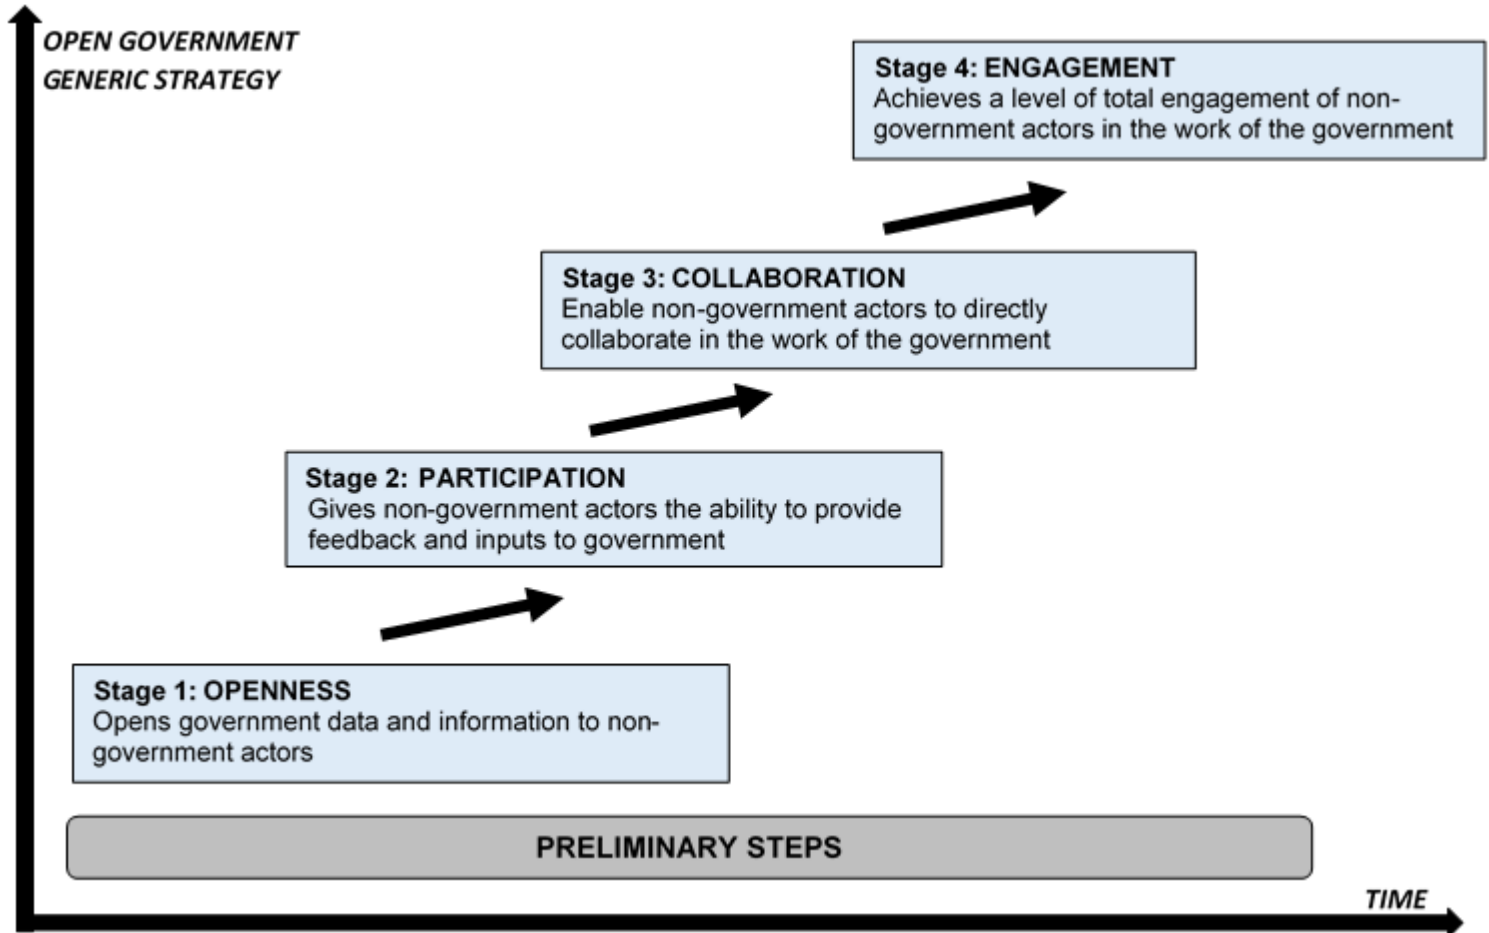 OPEN GOVERNMENT
GENERIC STRATEGY
Stage 4: ENGAGEMENT
Achieves a level of total engagement of non-
government actors in the work of the government
Stage 3: COLLABORATION
Enable non-government actors to directly
collaborate in the work of the government
Stage 2: PARTICIPATION
Gives non-government actors the ability to provide
feedback and inputs to government
Stage 1: OPENNESS
Opens government data and information to non-
government actors
PRELIMINARY STEPS
TIME